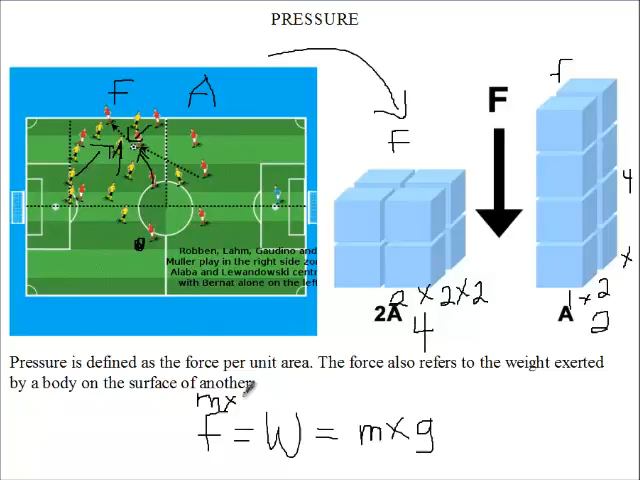 PRESSURE
F A
F
F
f
4
x
Robben, Lahm, Gaudino and
Muller play in the right side zo
Alaba and Lewandowski cent
with Bernat alone on the left
2A
2 x 2 x 2
4
A
1 x 2
2
Pressure is defined as the force per unit area. The force also refers to the weight exerted
by a body on the surface of another
mx
f = W = m x g